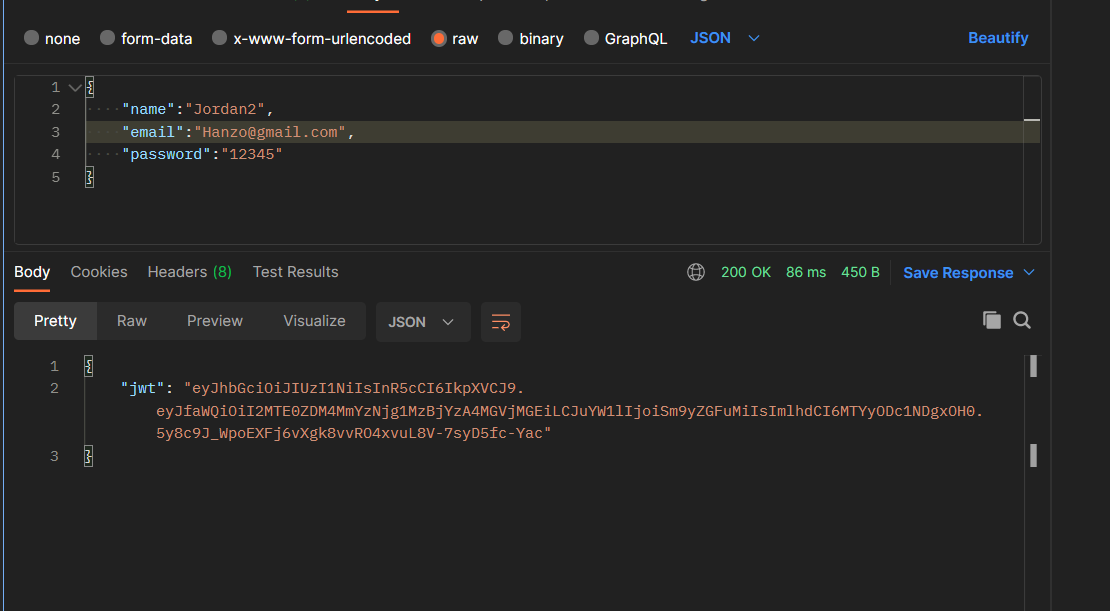 none form-data x-www-form-urlencoded raw binary GraphQL JSON Beautify
1 {
2 "name":"Jordan2",
3 "email":"Hanzo@gmail.com",
4 "password":"12345"
5 }
Body Cookies Headers (8) Test Results 200 OK 86 ms 450 B Save Response
Pretty Raw Preview Visualize JSON
1 {
2 "jwt": "eyJhbGciOiJIUzI1NiIsInR5cCI6IkpXVCJ9.
eyJfaWQiOiI2MTE0ZDM4MmYzNjg1MzBjYzA4MGVjMGEiLCJuYW1lIjoiSm9yZGFuMiIsImlhdCI6MTYyODc1NDgxOH0.
5y8c9J_WpoEXFj6vXgk8vvRO4xvuL8V-7syD5fc-Yac"
3 }